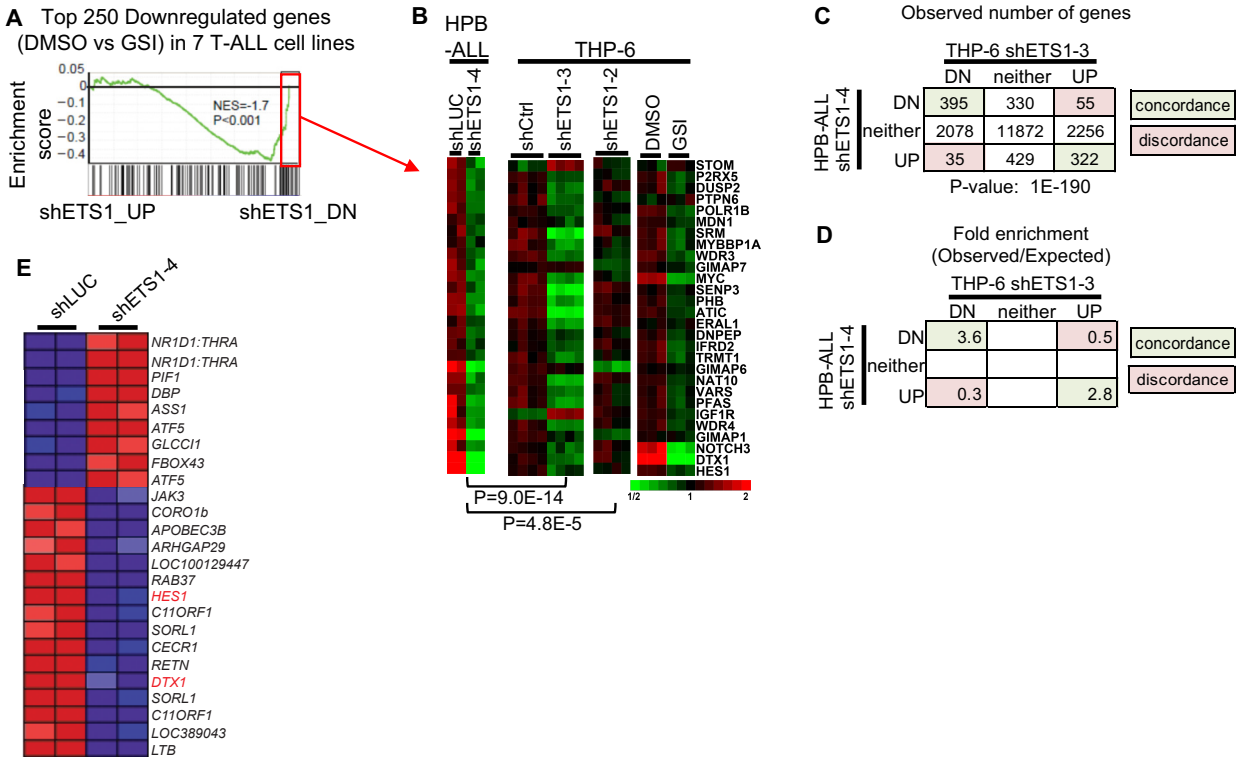 A
Top 250 Downregulated genes
(DMSO vs GSI) in 7 T-ALL cell lines
Enrichment
score
0.05
0
−0.1
−0.2
−0.3
−0.4
NES=-1.7
P<0.001
shETS1_UP
shETS1_DN
B
HPB
-ALL
THP-6
shLUC
shETS1-4
shCtrl
shETS1-3
shETS1-2
DMSO
GSI
STOM
P2RX5
DUSP2
PTPN6
POLR1B
MDN1
SRM
MYBBP1A
WDR3
GIMAP7
MYC
SENP3
PHB
ATIC
ERAL1
DNPEP
IFRD2
TRMT1
GIMAP6
NAT10
VARS
PFAS
IGF1R
WDR4
GIMAP1
NOTCH3
DTX1
HES1
1/2 1 2
P=9.0E-14
P=4.8E-5
C
Observed number of genes
THP-6 shETS1-3
DN neither UP
HPB-ALL
shETS1-4
DN 395 330 55
neither 2078 11872 2256
UP 35 429 322
P-value: 1E-190
concordance
discordance
D
Fold enrichment
(Observed/Expected)
THP-6 shETS1-3
DN neither UP
HPB-ALL
shETS1-4
DN 3.6 0.5
neither
UP 0.3 2.8
concordance
discordance
E
shLUC
shETS1-4
NR1D1:THRA
NR1D1:THRA
PIF1
DBP
ASS1
ATF5
GLCCI1
FBOX43
ATF5
JAK3
CORO1b
APOBEC3B
ARHGAP29
LOC100129447
RAB37
HES1
C11ORF1
SORL1
CECR1
RETN
DTX1
SORL1
C11ORF1
LOC389043
LTB